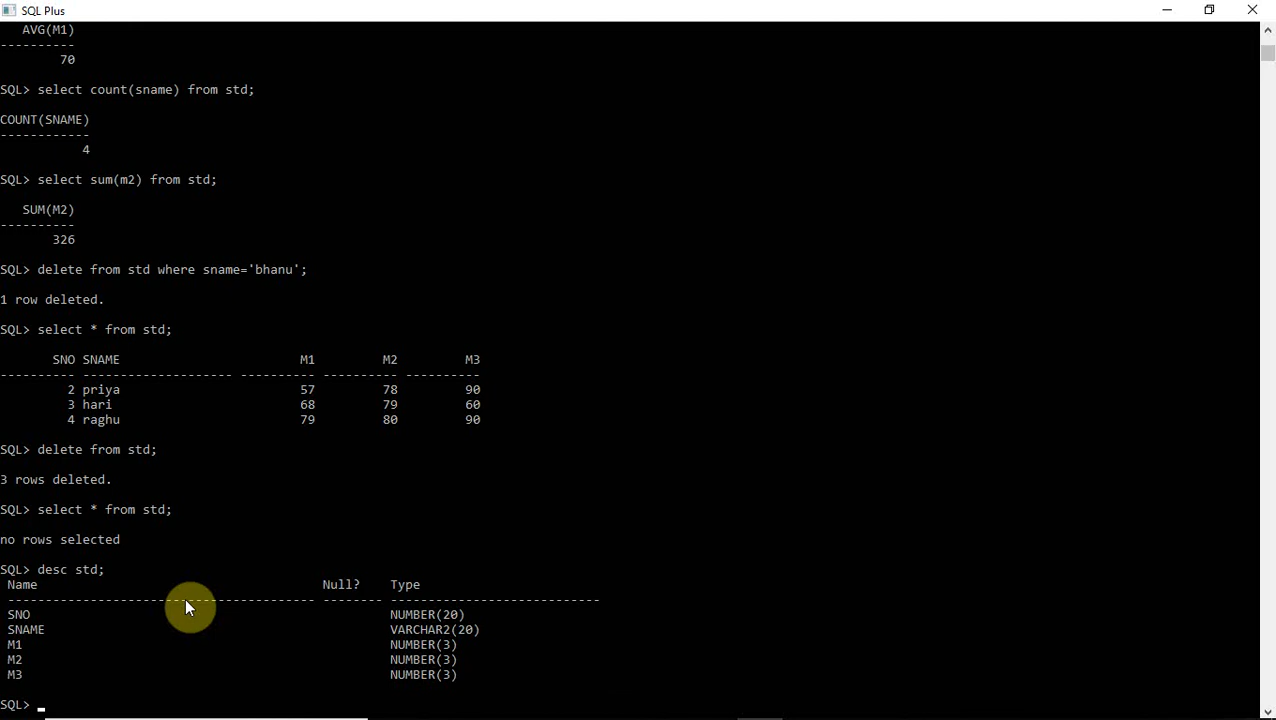 SQL Plus
AVG(M1)
----------
70
SQL> select count(sname) from std;
COUNT(SNAME)
------------
4
SQL> select sum(m2) from std;
SUM(M2)
----------
326
SQL> delete from std where sname='bhanu';
1 row deleted.
SQL> select * from std;
SNO SNAME M1 M2 M3
---------- -------------------- ---------- ---------- ----------
2 priya 57 78 90
3 hari 68 79 60
4 raghu 79 80 90
SQL> delete from std;
3 rows deleted.
SQL> select * from std;
no rows selected
SQL> desc std;
Name Null? Type
----------------------------------------- -------- ----------------------------
SNO NUMBER(20)
SNAME VARCHAR2(20)
M1 NUMBER(3)
M2 NUMBER(3)
M3 NUMBER(3)
SQL>